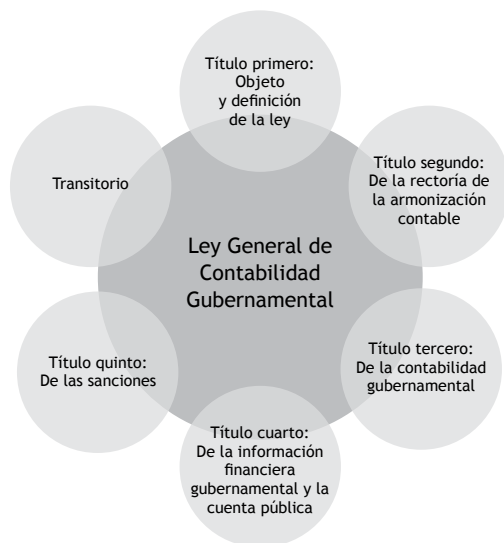 Título primero:
Objeto
y definición
de la ley
Transitorio
Título segundo:
De la rectoría de
la armonización
contable
Ley General de
Contabilidad
Gubernamental
Título quinto:
De las sanciones
Título tercero:
De la contabilidad
gubernamental
Título cuarto:
De la información
financiera
gubernamental y la
cuenta pública